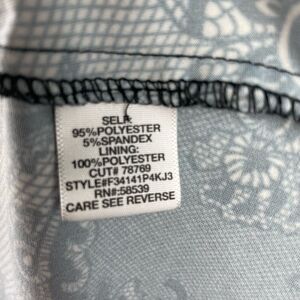 SELF:
95%POLYESTER
5%SPANDEX
LINING:
100%POLYESTER
CUT# 78769
STYLE#F34141P4KJ3
RN#:58539
CARE SEE REVERSE